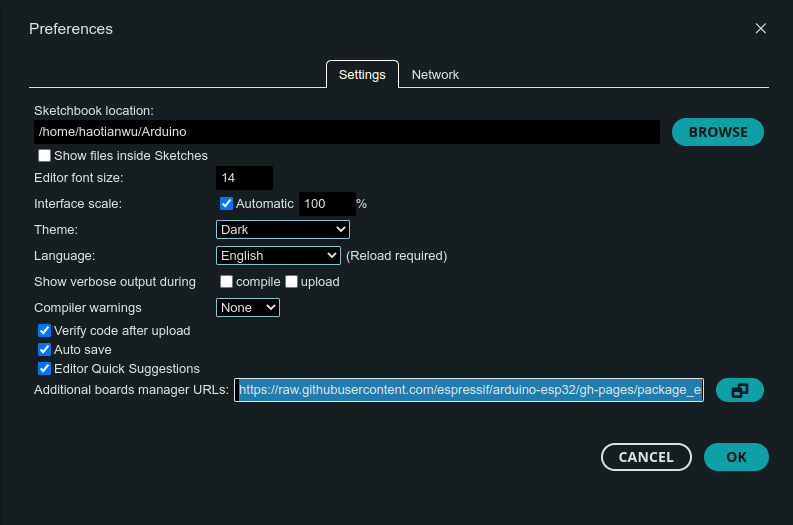 Preferences
Settings Network
Sketchbook location:
/home/haotianwu/Arduino BROWSE
Show files inside Sketches
Editor font size: 14
Interface scale: Automatic 100 %
Theme: Dark
Language: English (Reload required)
Show verbose output during compile upload
Compiler warnings None
Verify code after upload
Auto save
Editor Quick Suggestions
Additional boards manager URLs: https://raw.githubusercontent.com/espressif/arduino-esp32/gh-pages/package_e
CANCEL OK